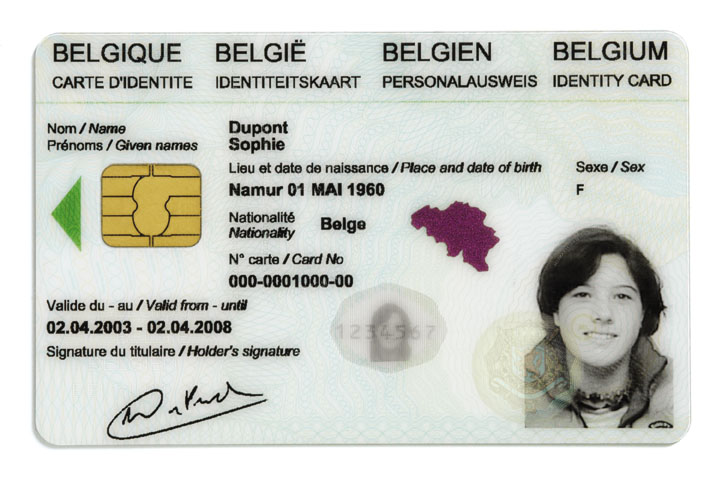 BELGIQUE BELGIË BELGIEN BELGIUM
CARTE D'IDENTITE IDENTITEITSKAART PERSONALAUSWEIS IDENTITY CARD
Nom / Name Dupont
Prénoms / Given names Sophie
Lieu et date de naissance / Place and date of birth Sexe / Sex
Namur 01 MAI 1960 F
Nationalité Belge
Nationality
N° carte / Card No
000-0001000-00
Valide du - au / Valid from - until
02.04.2003 - 02.04.2008
1234567
Signature du titulaire / Holder's signature